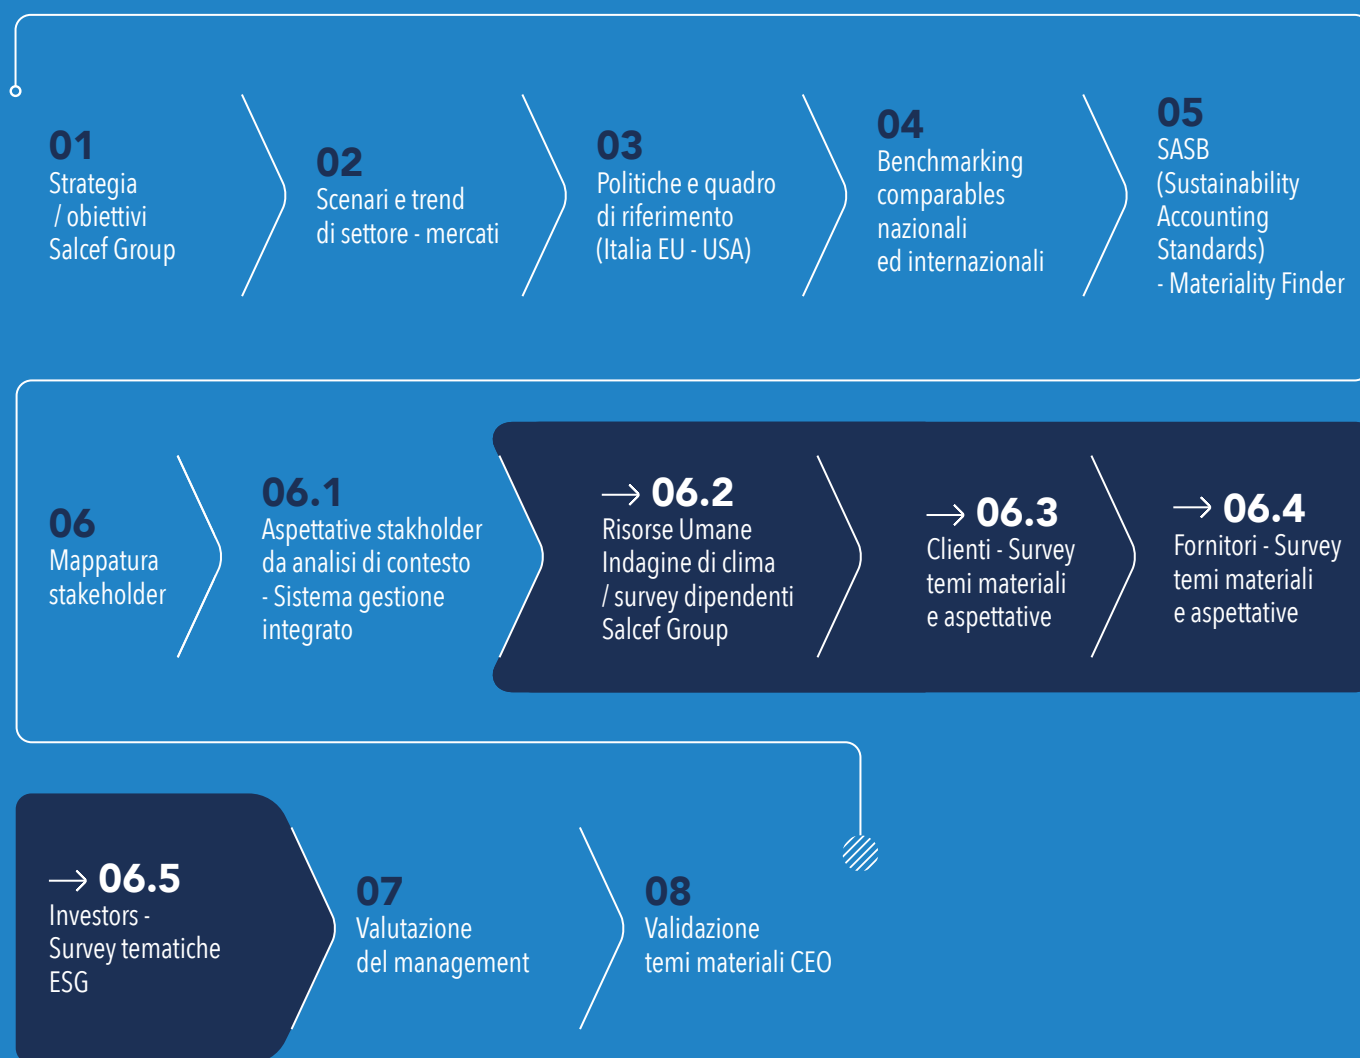 01
Strategia
/ obiettivi
Salcef Group
02
Scenari e trend
di settore - mercati
03
Politiche e quadro
di riferimento
(Italia EU - USA)
04
Benchmarking
comparables
nazionali
ed internazionali
05
SASB
(Sustainability
Accounting
Standards)
- Materiality Finder
06
Mappatura
stakeholder
06.1
Aspettative stakholder
da analisi di contesto
- Sistema gestione
integrato
→ 06.2
Risorse Umane
Indagine di clima
/ survey dipendenti
Salcef Group
→ 06.3
Clienti - Survey
temi materiali
e aspettative
→ 06.4
Fornitori - Survey
temi materiali
e aspettative
→ 06.5
Investors -
Survey tematiche
ESG
07
Valutazione
del management
08
Validazione
temi materiali CEO